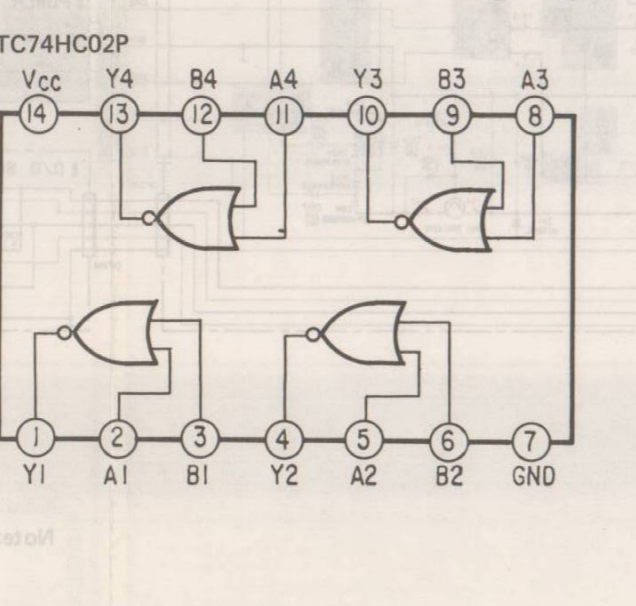 TC74HC02P
Vcc Y4 B4 A4 Y3 B3 A3
14 13 12 11 10 9 8
1 2 3 4 5 6 7
Y1 A1 B1 Y2 A2 B2 GND
Note: